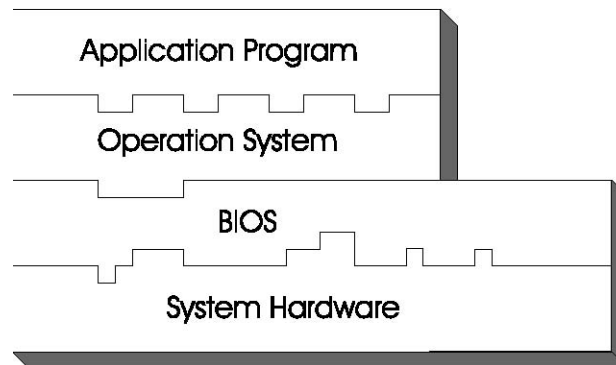 Application Program
Operation System
BIOS
System Hardware